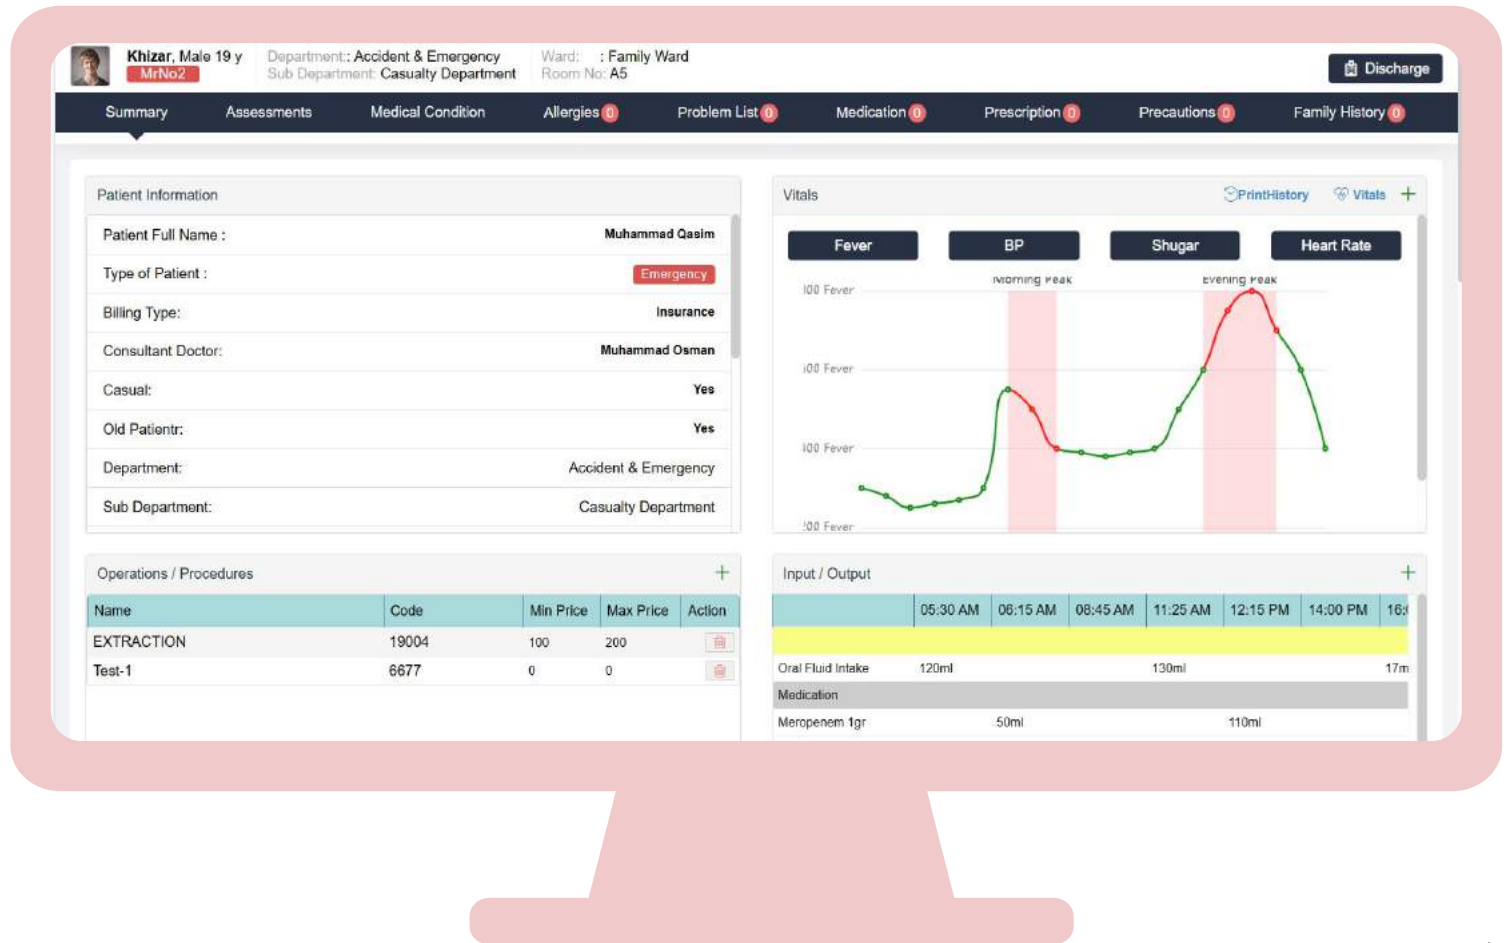 Khizar, Male 19 y
MrNo2
Department:: Accident & Emergency
Sub Department: Casualty Department
Ward: : Family Ward
Room No: A5
Discharge
Summary
Assessments
Medical Condition
Allergies 0
Problem List 0
Medication 0
Prescription 0
Precautions 0
Family History 0
Patient Information
Patient Full Name : Muhammad Qasim
Type of Patient : Emergency
Billing Type: Insurance
Consultant Doctor: Muhammad Osman
Casual: Yes
Old Patientr: Yes
Department: Accident & Emergency
Sub Department: Casualty Department
Vitals
PrintHistory
Vitals +
Fever
BP
Shugar
Heart Rate
Morning Peak
Evening Peak
Fever
Fever
Fever
Fever
Operations / Procedures +
Name Code Min Price Max Price Action
EXTRACTION 19004 100 200
Test-1 6677 0 0
Input / Output +
05:30 AM 06:15 AM 08:45 AM 11:25 AM 12:15 PM 14:00 PM
Oral Fluid Intake 120ml 130ml
Medication
Meropenem 1gr 50ml 110ml